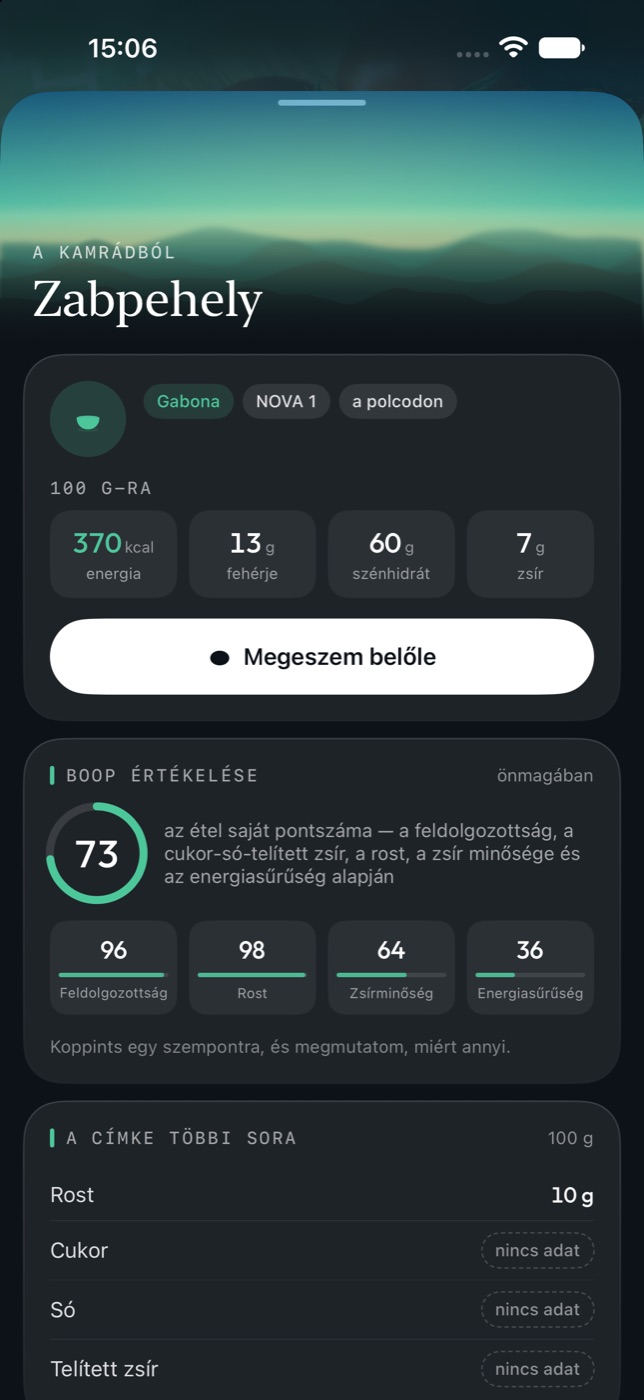 15:06
A KAMRÁDBÓL
Zabpehely
Gabona NOVA 1 a polcodon
100 G-RA
370 kcal 13 g 60 g 7 g
energia fehérje szénhidrát zsír
Megeszem belőle
BOOP ÉRTÉKELÉSE önmagában
73
az étel saját pontszáma — a feldolgozottság, a
cukor-só-telített zsír, a rost, a zsír minősége és
az energiasűrűség alapján
96 98 64 36
Feldolgozottság Rost Zsírminőség Energiasűrűség
Koppints egy szempontra, és megmutatom, miért annyi.
A CÍMKE TÖBBI SORA 100 g
Rost 10 g
Cukor nincs adat
Só nincs adat
Telített zsír nincs adat